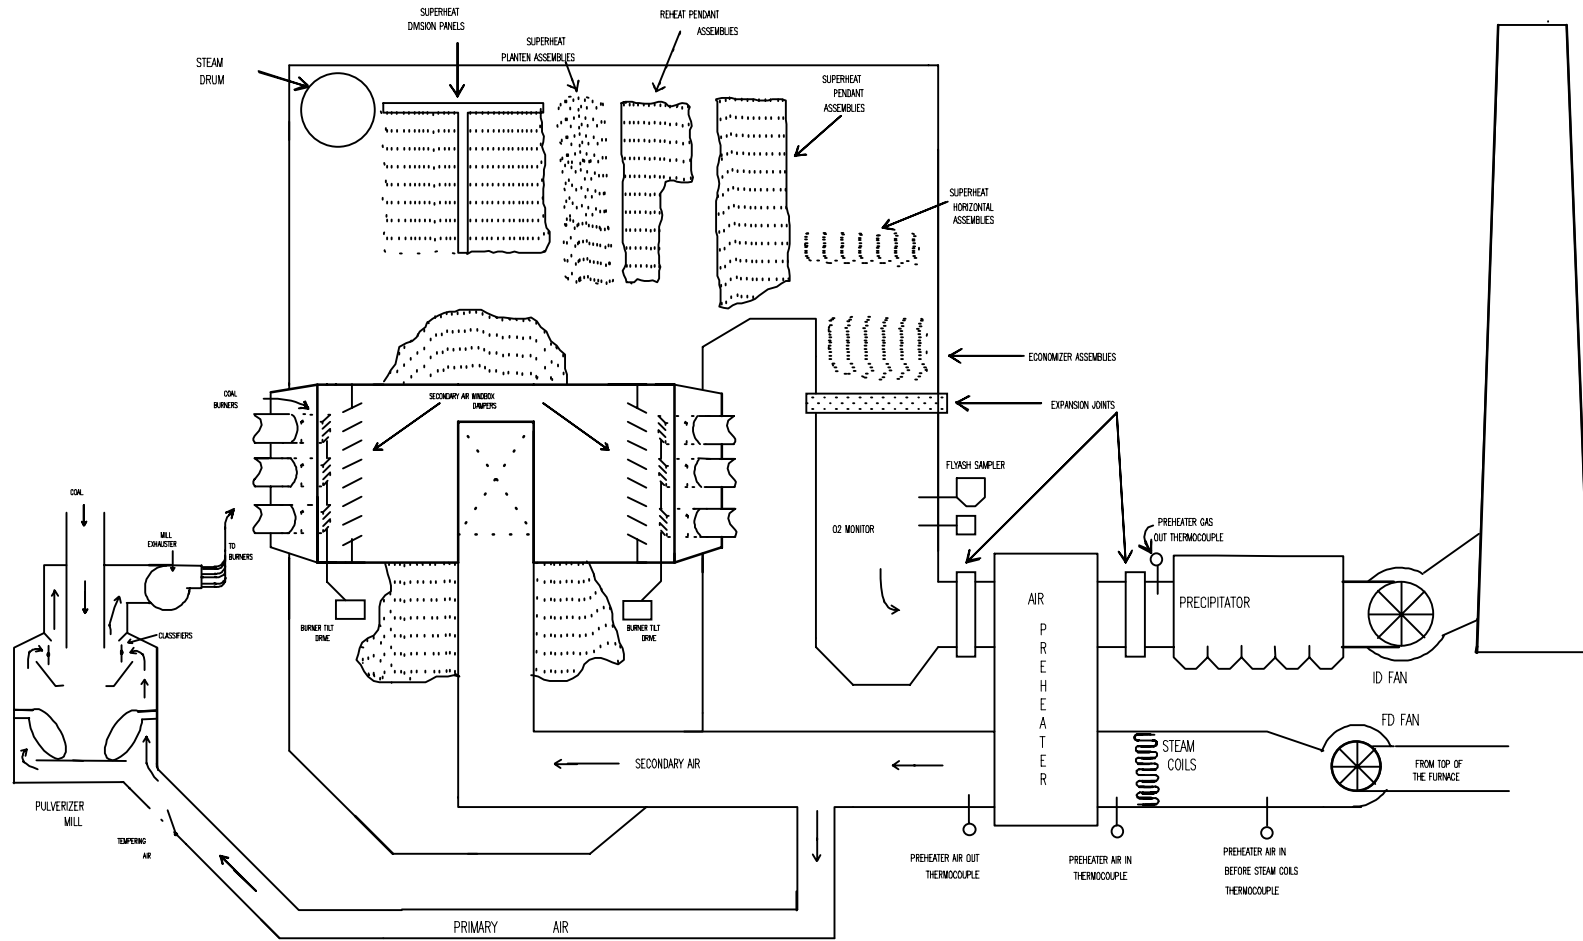 SUPERHEAT
DIVISION PANELS
REHEAT PENDANT
ASSEMBLIES
SUPERHEAT
PLANTEN ASSEMBLIES
STEAM
DRUM
SUPERHEAT
PENDANT
ASSEMBLIES
SUPERHEAT
HORIZONTAL
ASSEMBLIES
ECONOMIZER ASSEMBLIES
COAL
BURNERS
SECONDARY AIR WINDBOX
DAMPERS
EXPANSION JOINTS
FLYASH SAMPLER
COAL
O2 MONITOR
PREHEATER GAS
OUT THERMOCOUPLE
MILL
EXHAUSTER
TO
BURNERS
AIR
PREHEATER
PRECIPITATOR
CLASSIFIERS
BURNER TILT
DRIVE
BURNER TILT
DRIVE
ID FAN
FD FAN
STEAM
COILS
SECONDARY AIR
FROM TOP OF
THE FURNACE
PULVERIZER
MILL
TEMPERING
AIR
PREHEATER AIR OUT
THERMOCOUPLE
PREHEATER AIR IN
THERMOCOUPLE
PREHEATER AIR IN
BEFORE STEAM COILS
THERMOCOUPLE
PRIMARY AIR